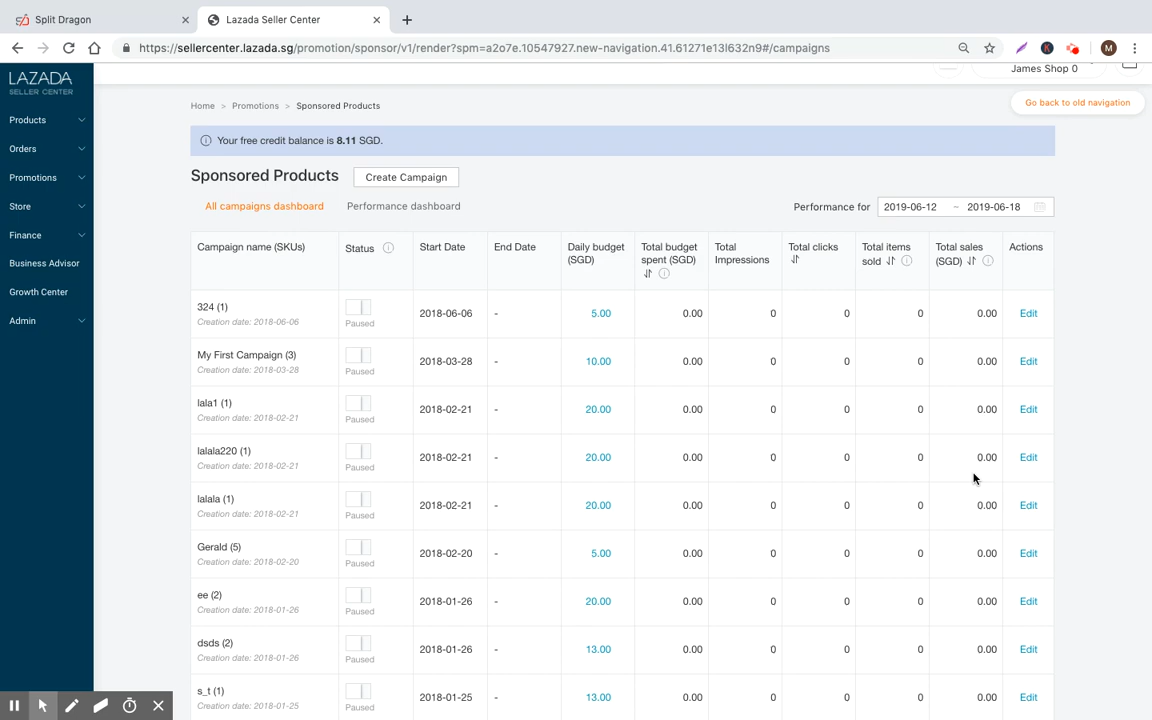 Split Dragon
Lazada Seller Center
https://sellercenter.lazada.sg/promotion/sponsor/v1/render?spm=a2o7e.10547927.new-navigation.41.61271e13l632n9#/campaigns
K
M
LAZADA
SELLER CENTER
James Shop 0
Go back to old navigation
Products
Orders
Promotions
Store
Finance
Business Advisor
Growth Center
Admin
Home > Promotions > Sponsored Products
Your free credit balance is 8.11 SGD.
Sponsored Products Create Campaign
All campaigns dashboard Performance dashboard
Performance for 2019-06-12 – 2019-06-18
Campaign name (SKUs) Status Start Date End Date Daily budget (SGD) Total budget spent (SGD) Total Impressions Total clicks Total items sold Total sales (SGD) Actions
324 (1)
Creation date: 2018-06-06
Paused 2018-06-06 - 5.00 0.00 0 0 0 0.00 Edit
My First Campaign (3)
Creation date: 2018-03-28
Paused 2018-03-28 - 10.00 0.00 0 0 0 0.00 Edit
lala1 (1)
Creation date: 2018-02-21
Paused 2018-02-21 - 20.00 0.00 0 0 0 0.00 Edit
lalala220 (1)
Creation date: 2018-02-21
Paused 2018-02-21 - 20.00 0.00 0 0 0 0.00 Edit
lalala (1)
Creation date: 2018-02-21
Paused 2018-02-21 - 20.00 0.00 0 0 0 0.00 Edit
Gerald (5)
Creation date: 2018-02-20
Paused 2018-02-20 - 5.00 0.00 0 0 0 0.00 Edit
ee (2)
Creation date: 2018-01-26
Paused 2018-01-26 - 20.00 0.00 0 0 0 0.00 Edit
dsds (2)
Creation date: 2018-01-26
Paused 2018-01-26 - 13.00 0.00 0 0 0 0.00 Edit
s_t (1)
Creation date: 2018-01-25
Paused 2018-01-25 - 13.00 0.00 0 0 0 0.00 Edit